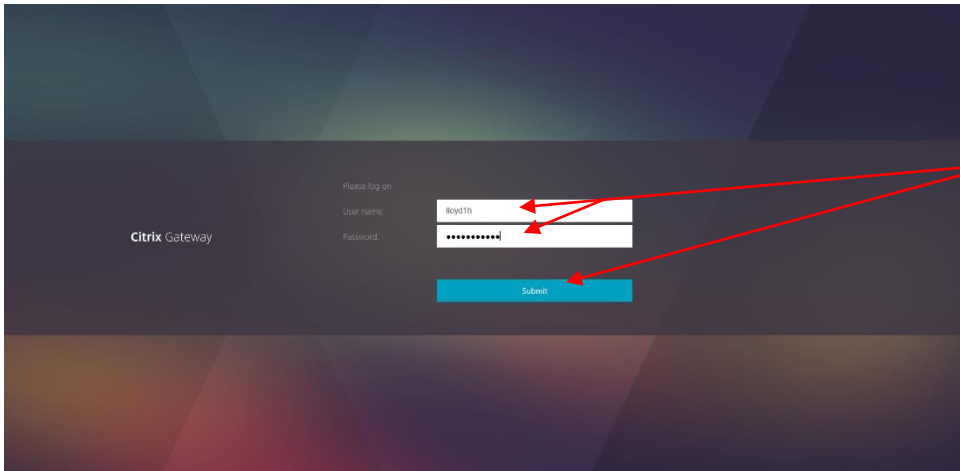 Please log on
User name.
lloyd1h
Password.
•••••••••••
Citrix Gateway
Submit